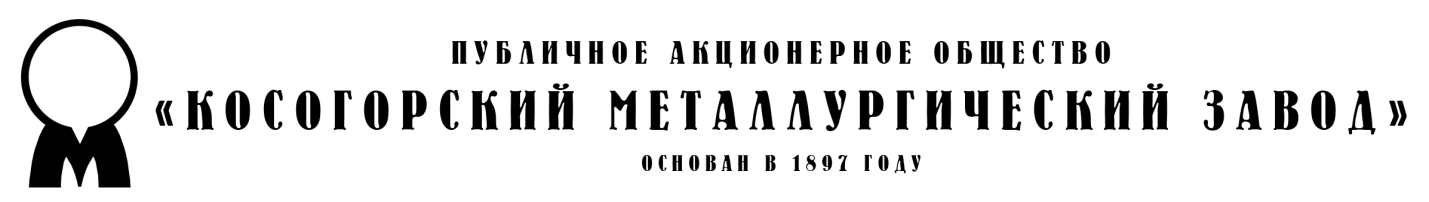 ПУБЛИЧНОЕ АКЦИОНЕРНОЕ ОБЩЕСТВО
«КОСОГОРСКИЙ МЕТАЛЛУРГИЧЕСКИЙ ЗАВОД»
ОСНОВАН В 1897 ГОДУ